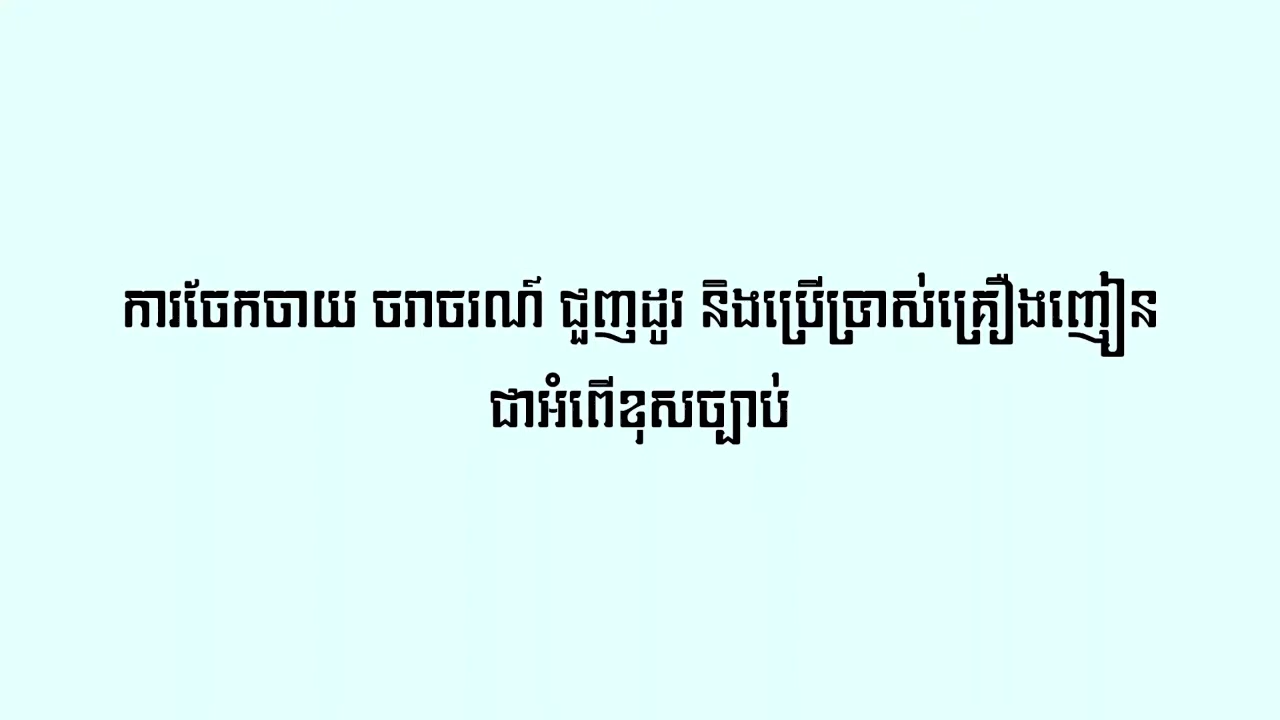 ការចែកចាយ ចរាចរណ៍ ជួញដូរ និងប្រើប្រាស់គ្រឿងញៀន
ជាអំពើខុសច្បាប់